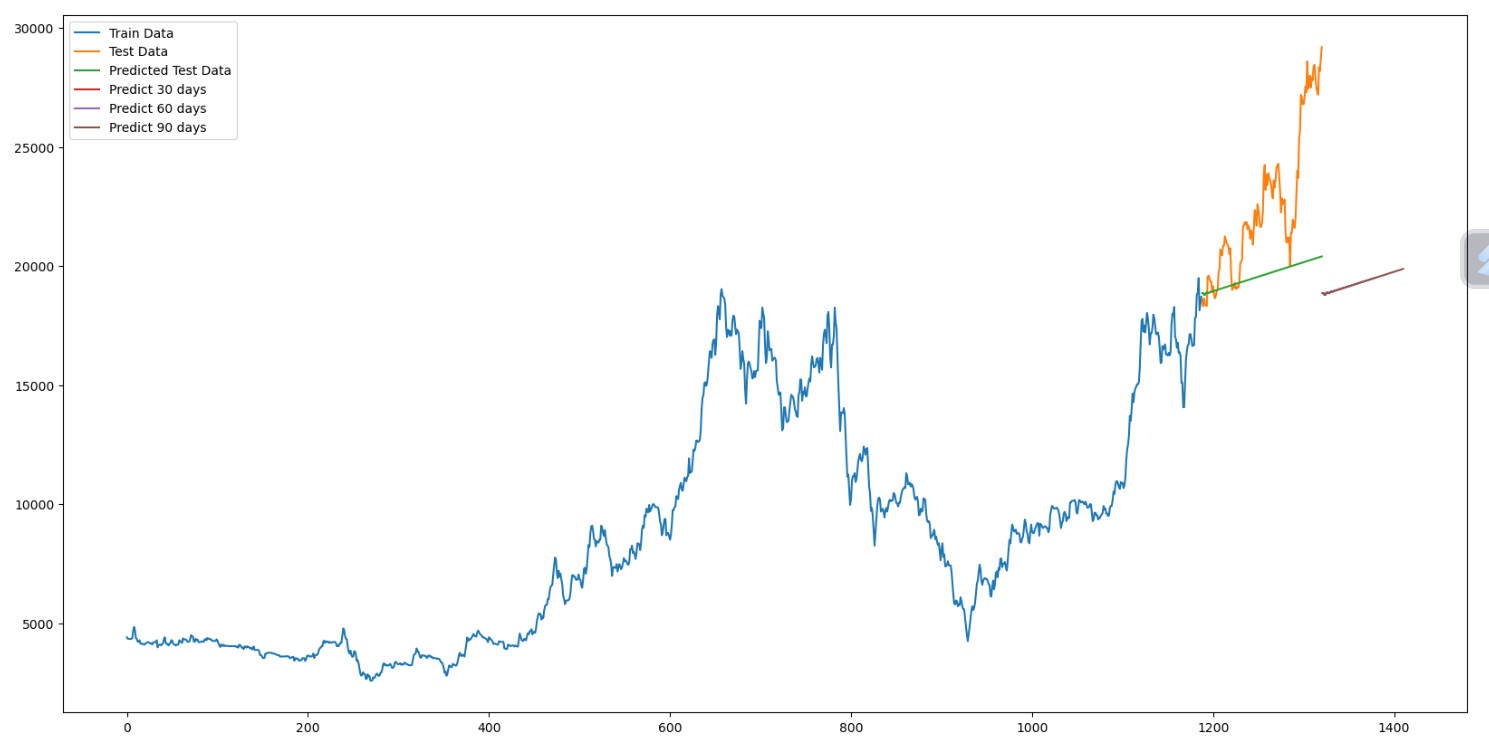 30000
25000
20000
15000
10000
5000
Train Data
Test Data
Predicted Test Data
Predict 30 days
Predict 60 days
Predict 90 days
0 200 400 600 800 1000 1200 1400